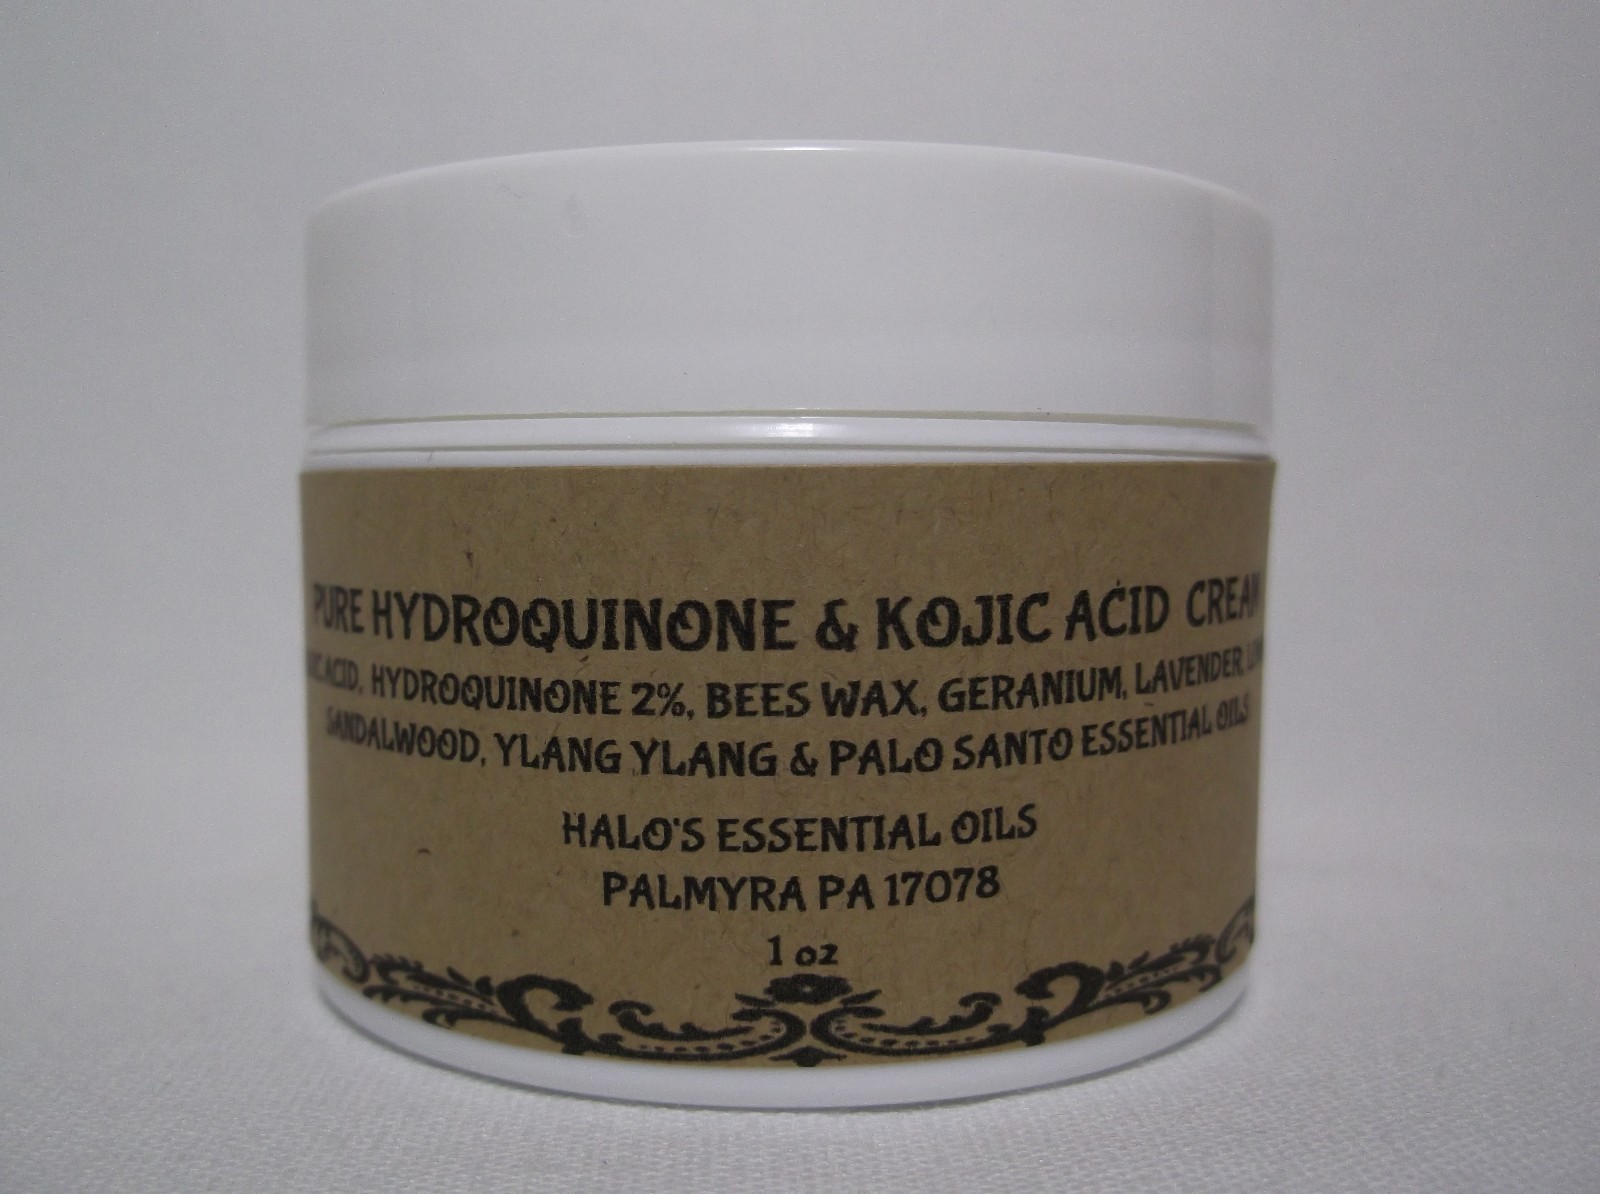 PURE HYDROQUINONE & KOJIC ACID CREAM
ACID, HYDROQUINONE 2%, BEES WAX, GERANIUM, LAVENDER,
SANDALWOOD, YLANG YLANG & PALO SANTO ESSENTIAL OILS
HALO'S ESSENTIAL OILS
PALMYRA PA 17078
1 oz